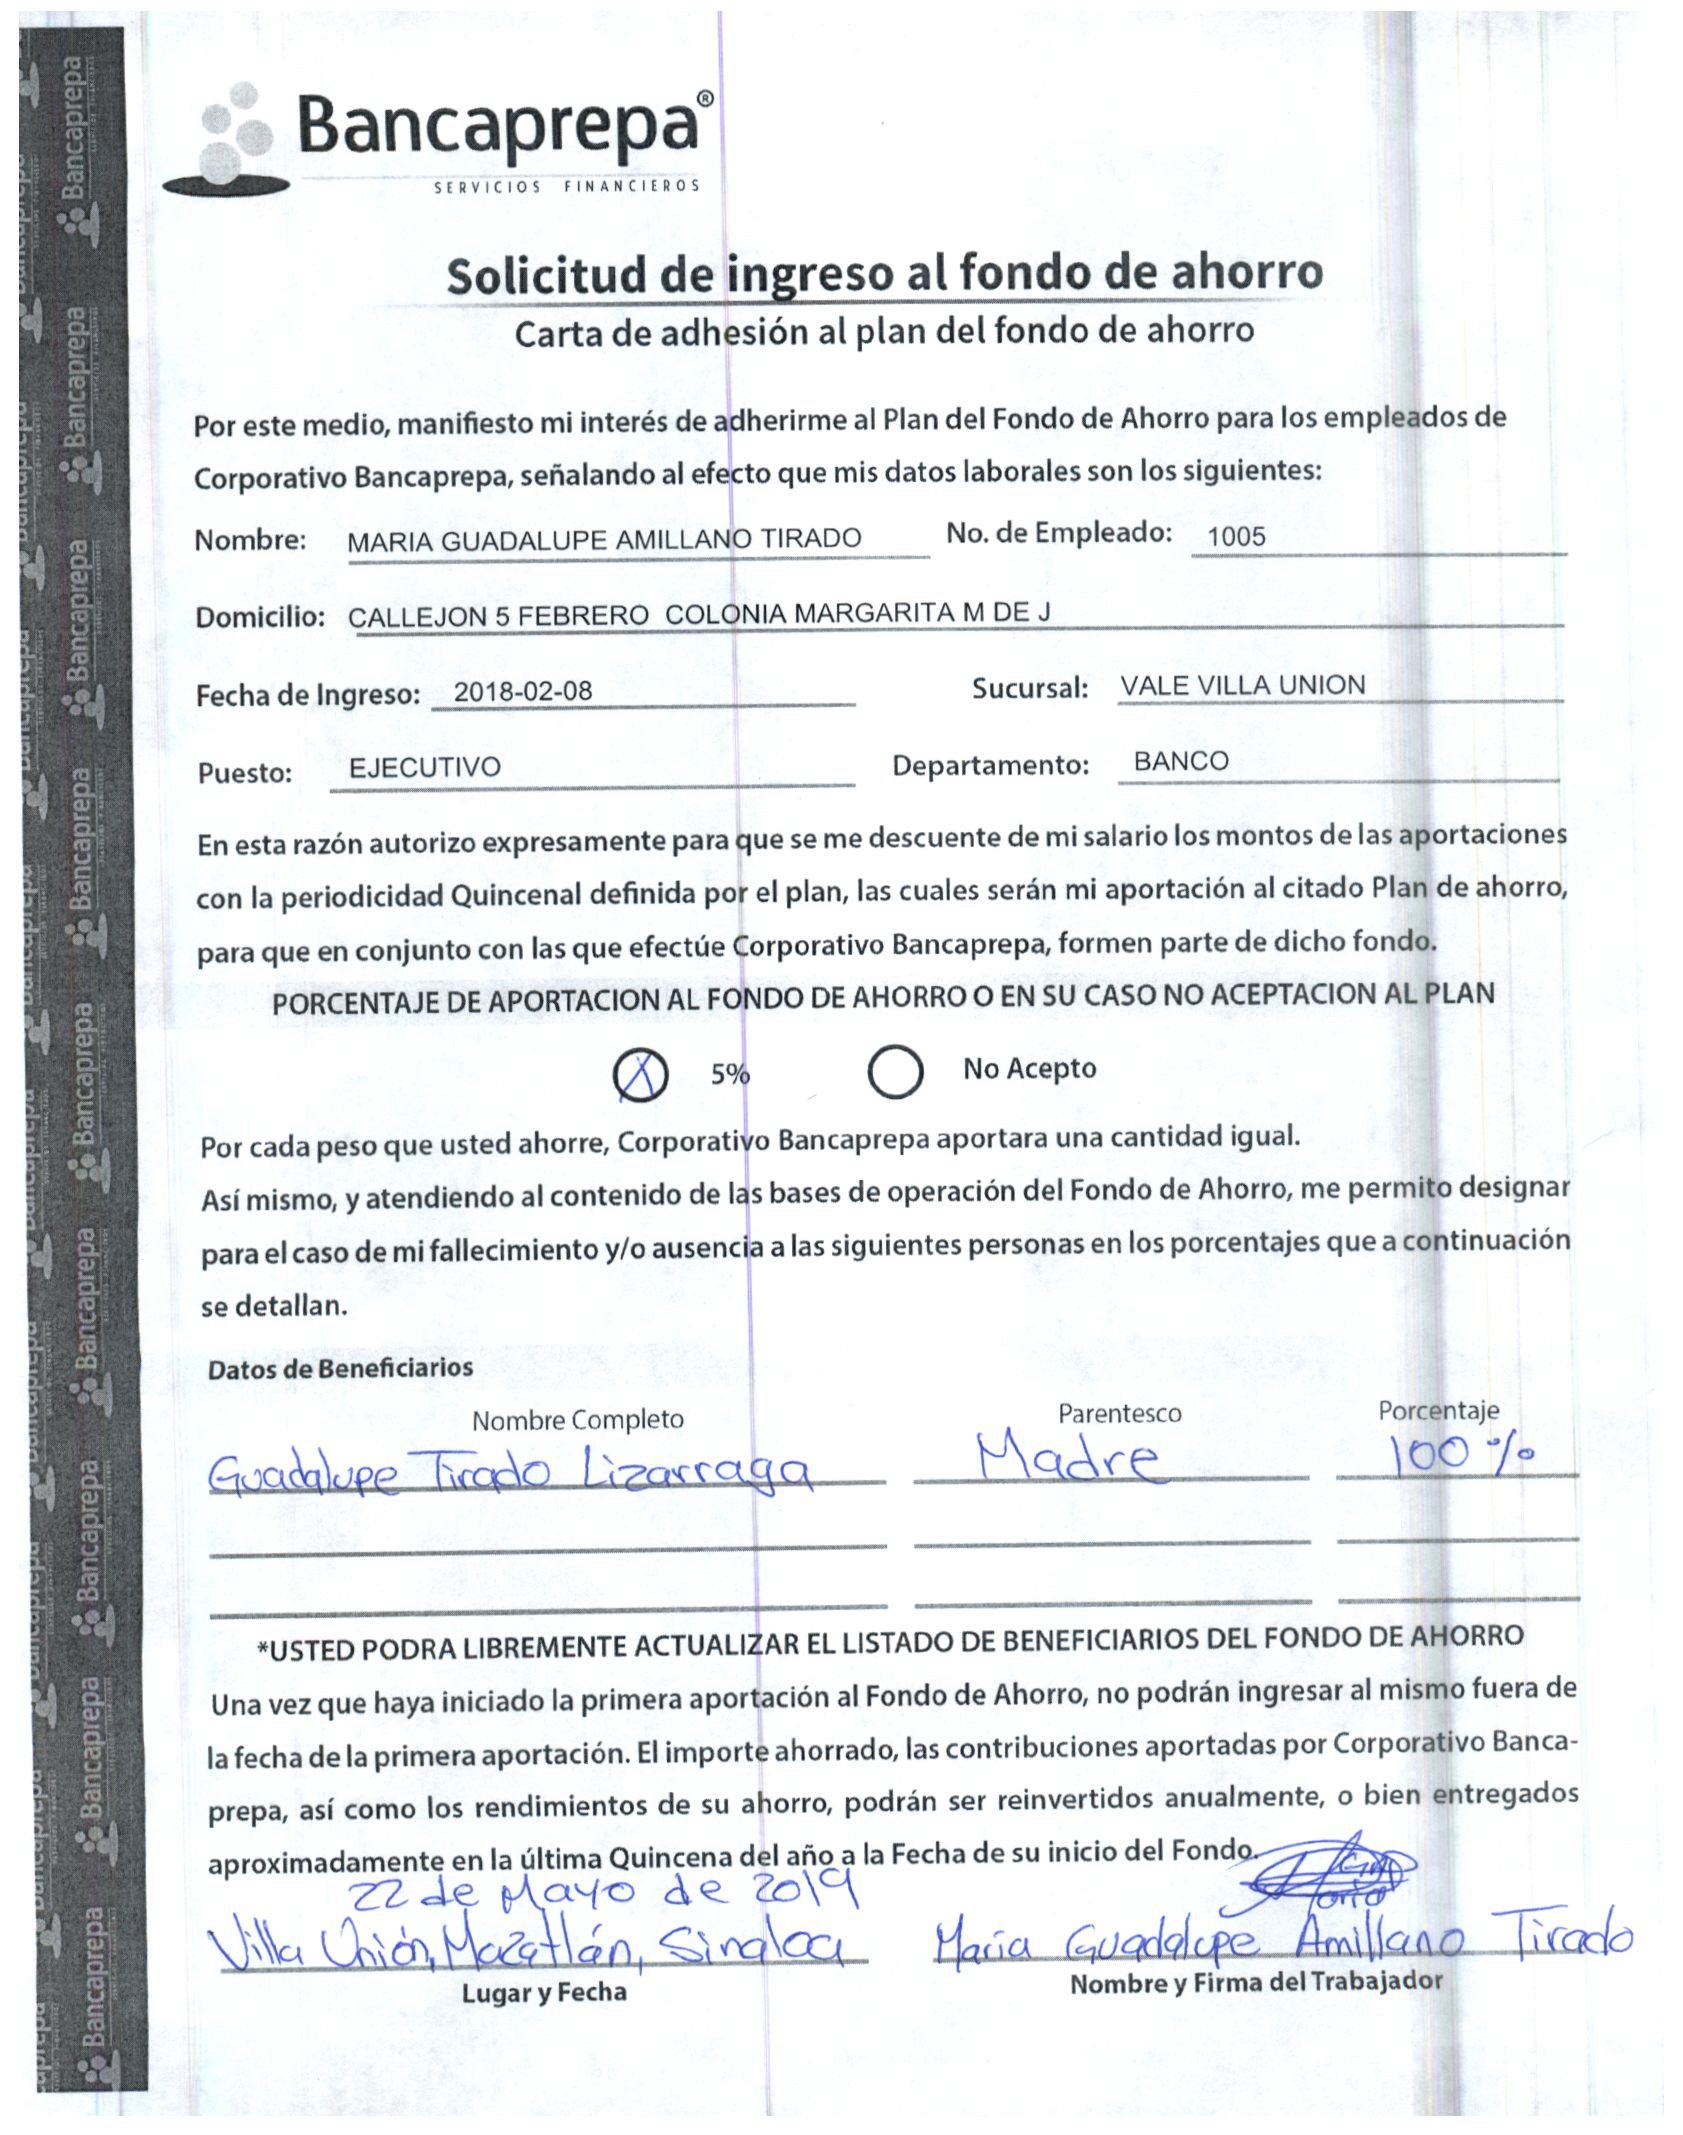 Bancaprepa®
SERVICIOS FINANCIEROS
Solicitud de ingreso al fondo de ahorro
Carta de adhesión al plan del fondo de ahorro
Por este medio, manifiesto mi interés de adherirme al Plan del Fondo de Ahorro para los empleados de
Corporativo Bancaprepa, señalando al efecto que mis datos laborales son los siguientes:
Nombre: MARIA GUADALUPE AMILLANO TIRADO No. de Empleado: 1005
Domicilio: CALLEJON 5 FEBRERO COLONIA MARGARITA M DE J
Fecha de Ingreso: 2018-02-08 Sucursal: VALE VILLA UNION
Puesto: EJECUTIVO Departamento: BANCO
En esta razón autorizo expresamente para que se me descuente de mi salario los montos de las aportaciones
con la periodicidad Quincenal definida por el plan, las cuales serán mi aportación al citado Plan de ahorro,
para que en conjunto con las que efectúe Corporativo Bancaprepa, formen parte de dicho fondo.
PORCENTAJE DE APORTACION AL FONDO DE AHORRO O EN SU CASO NO ACEPTACION AL PLAN
X 5% No Acepto
Por cada peso que usted ahorre, Corporativo Bancaprepa aportara una cantidad igual.
Así mismo, y atendiendo al contenido de las bases de operación del Fondo de Ahorro, me permito designar
para el caso de mi fallecimiento y/o ausencia a las siguientes personas en los porcentajes que a continuación
se detallan.
Datos de Beneficiarios
Nombre Completo Parentesco Porcentaje
Guadalupe Tirado Lizarraga Madre 100 %
*USTED PODRA LIBREMENTE ACTUALIZAR EL LISTADO DE BENEFICIARIOS DEL FONDO DE AHORRO
Una vez que haya iniciado la primera aportación al Fondo de Ahorro, no podrán ingresar al mismo fuera de
la fecha de la primera aportación. El importe ahorrado, las contribuciones aportadas por Corporativo Banca-
prepa, así como los rendimientos de su ahorro, podrán ser reinvertidos anualmente, o bien entregados
aproximadamente en la última Quincena del año a la Fecha de su inicio del Fondo.
22 de Mayo de 2019
Villa Unión, Mazatlán, Sinaloa María Guadalupe Amillano Tirado
Lugar y Fecha Nombre y Firma del Trabajador